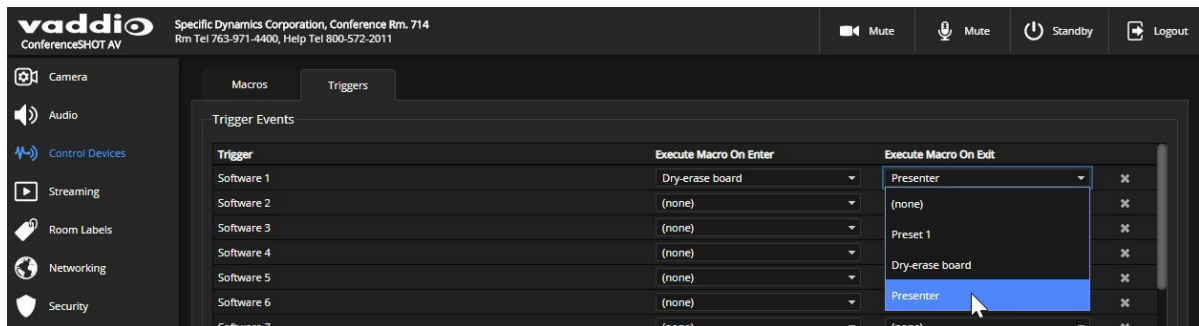 vaddio
ConferenceSHOT AV
Specific Dynamics Corporation, Conference Rm. 714
Rm Tel 763-971-4400, Help Tel 800-572-2011
Mute
Mute
Standby
Logout
Camera
Audio
Control Devices
Streaming
Room Labels
Networking
Security
Macros Triggers
Trigger Events
Trigger Execute Macro On Enter Execute Macro On Exit
Software 1 Dry-erase board Presenter
Software 2 (none)
Software 3 (none)
Software 4 (none)
Software 5 (none)
Software 6 (none)
(none)
Preset 1
Dry-erase board
Presenter